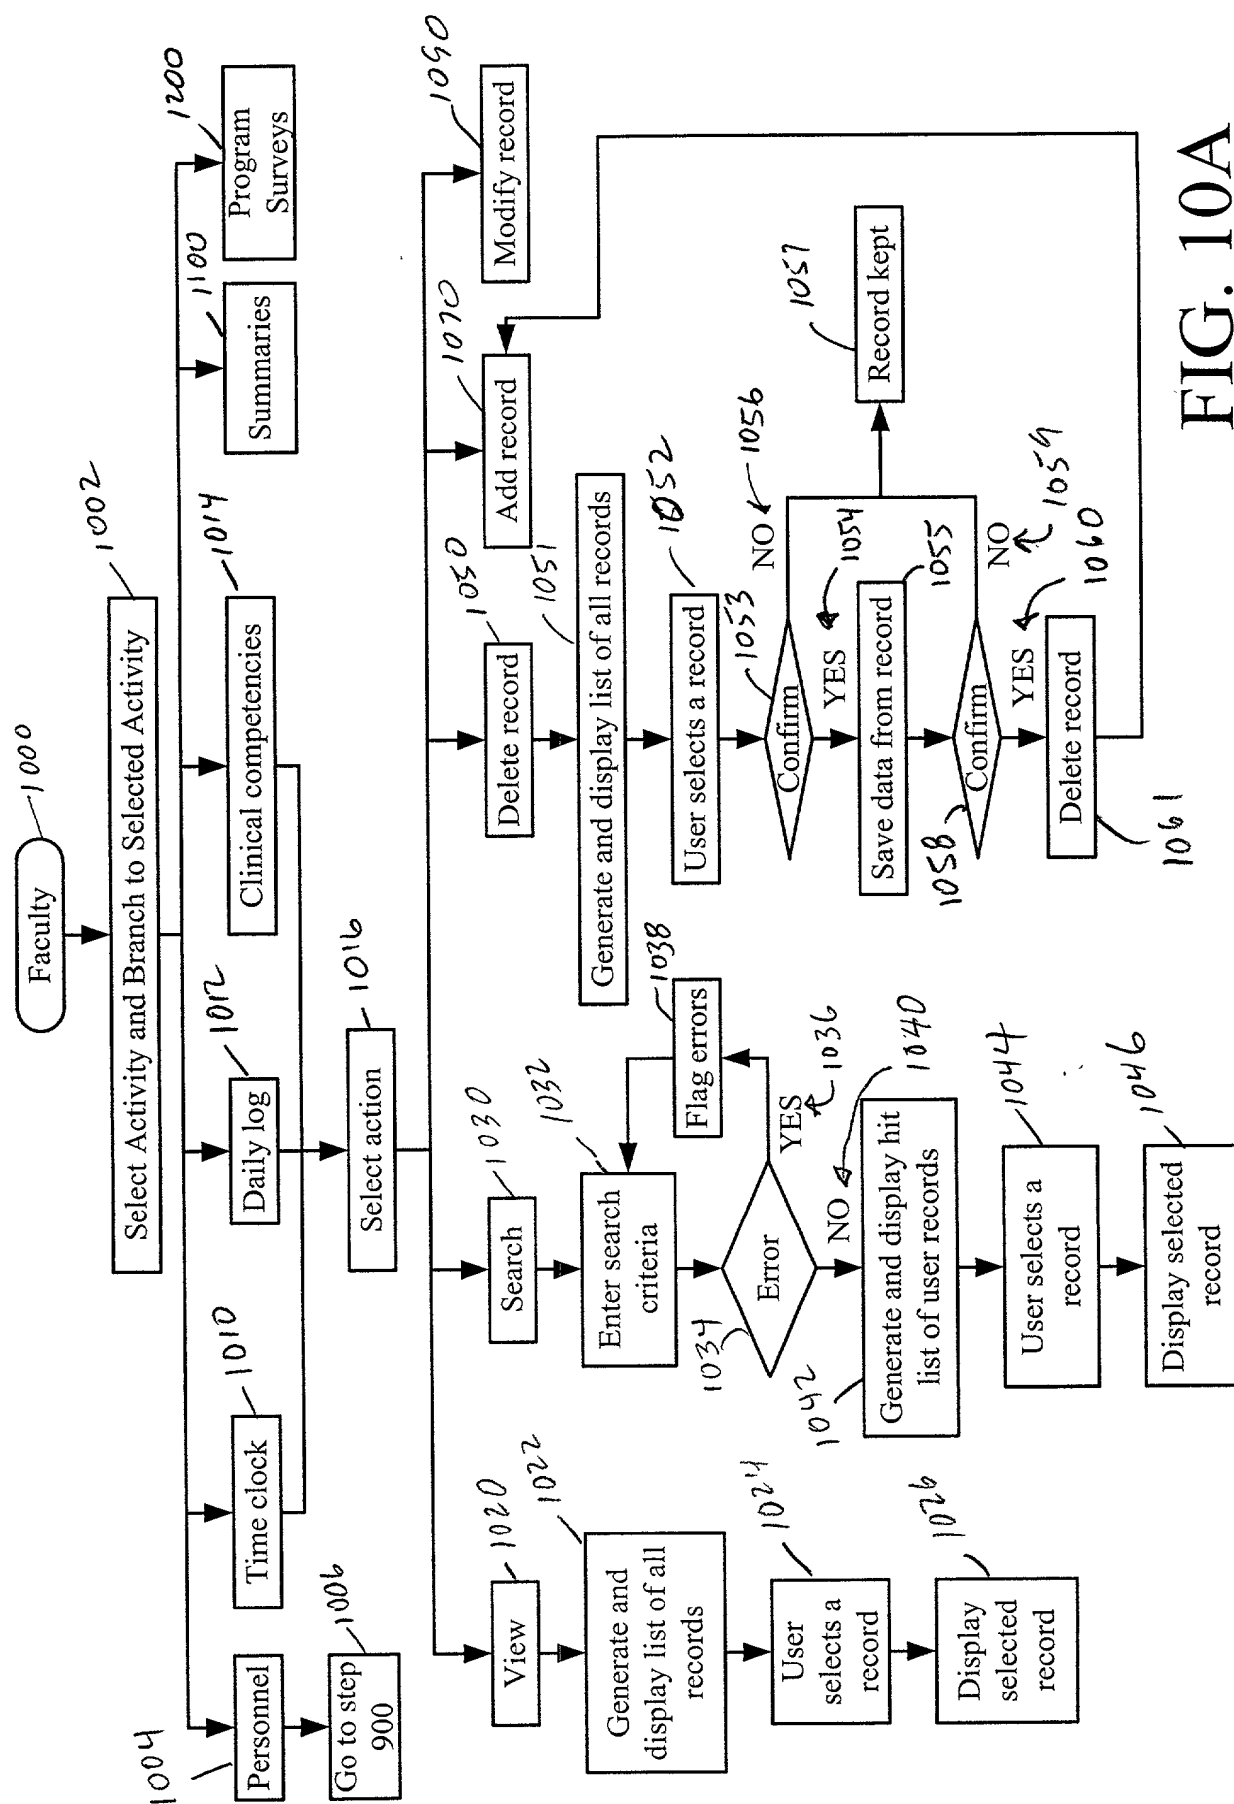 Faculty
1000
Select Activity and Branch to Selected Activity
1002
1004
Personnel
Time clock
1010
Daily log
1012
Clinical competencies
1014
Summaries
1100
Program
Surveys
1200
Go to step
900
1006
Select action
1016
View
1020
Search
1030
Delete record
1050
Add record
1070
Modify record
1090
Generate and
display list of all
records
1022
User
selects a
record
1024
Display
selected
record
1026
Enter search
criteria
1032
Flag errors
1038
Error
1034
YES
1036
NO
1040
Generate and display hit
list of user records
1042
User selects a
record
1044
Display selected
record
1046
Generate and display list of all records
1051
User selects a record
1052
Confirm
1053
NO
1056
YES
1054
Record kept
1057
Save data from record
1055
Confirm
1058
NO
1059
YES
1060
Delete record
1061
FIG. 10A